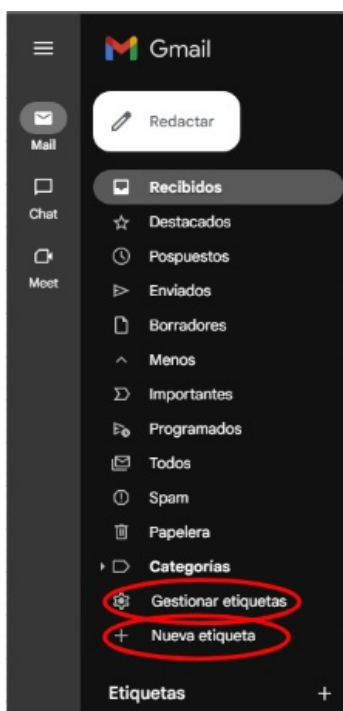 Gmail
Redactar
Mail
Recibidos
Chat
Destacados
Pospuestos
Meet
Enviados
Borradores
Menos
Importantes
Programados
Todos
Spam
Papelera
Categorías
Gestionar etiquetas
Nueva etiqueta
Etiquetas +